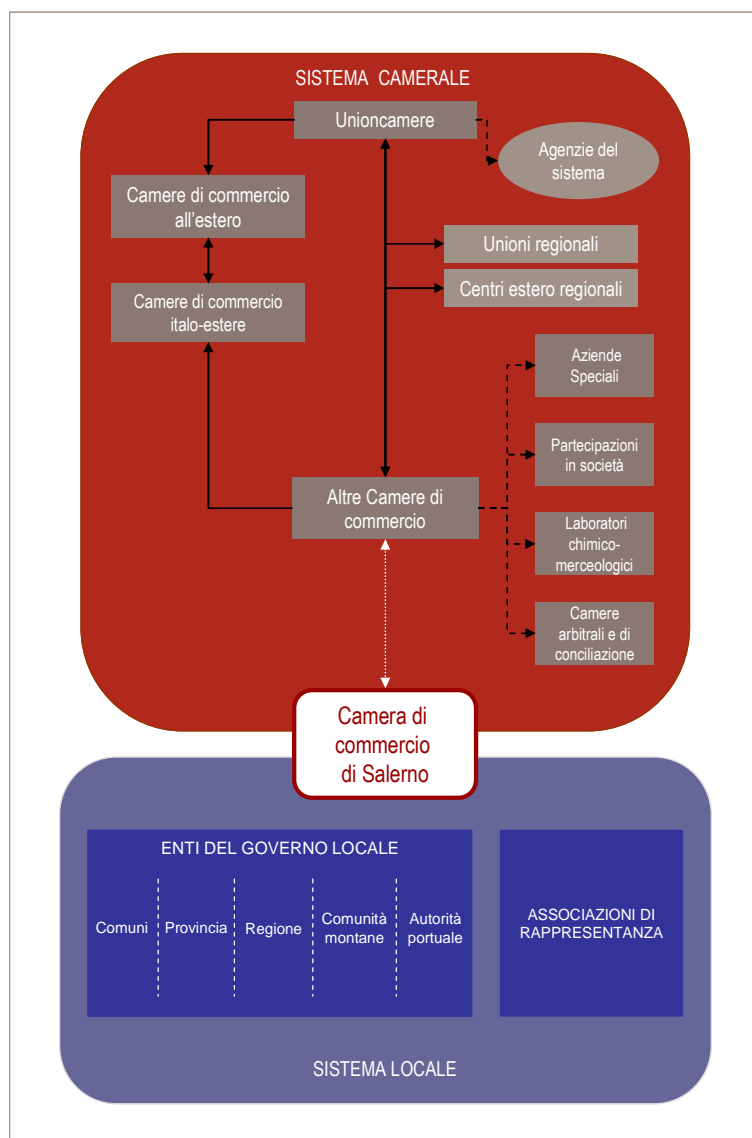 SISTEMA CAMERALE
Unioncamere
Agenzie del
sistema
Camere di commercio
all'estero
Unioni regionali
Centri estero regionali
Camere di commercio
italo-estere
Aziende
Speciali
Partecipazioni
in società
Altre Camere di
commercio
Laboratori
chimico-
merceologici
Camere
arbitrali e di
conciliazione
Camera di
commercio
di Salerno
ENTI DEL GOVERNO LOCALE
Comuni
Provincia
Regione
Comunità
montane
Autorità
portuale
ASSOCIAZIONI DI
RAPPRESENTANZA
SISTEMA LOCALE